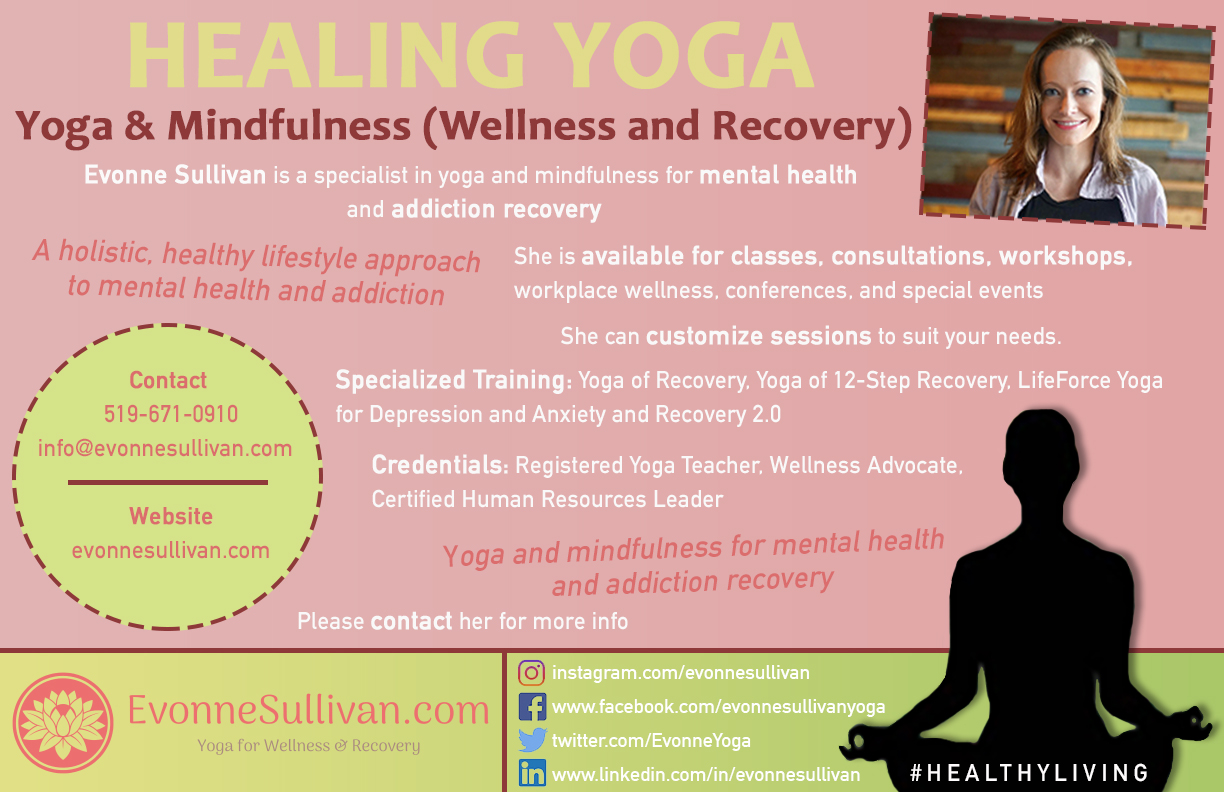 HEALING YOGA
Yoga & Mindfulness (Wellness and Recovery)
Evonne Sullivan is a specialist in yoga and mindfulness for mental health
and addiction recovery
A holistic, healthy lifestyle approach
to mental health and addiction
She is available for classes, consultations, workshops,
workplace wellness, conferences, and special events
She can customize sessions to suit your needs.
Contact
519-671-0910
info@evonnesullivan.com
Website
evonnesullivan.com
Specialized Training: Yoga of Recovery, Yoga of 12-Step Recovery, LifeForce Yoga
for Depression and Anxiety and Recovery 2.0
Credentials: Registered Yoga Teacher, Wellness Advocate,
Certified Human Resources Leader
Yoga and mindfulness for mental health
and addiction recovery
Please contact her for more info
EvonneSullivan.com
Yoga for Wellness & Recovery
instagram.com/evonnesullivan
www.facebook.com/evonnesullivanyoga
twitter.com/EvonneYoga
in www.linkedin.com/in/evonnesullivan
#HEALTHYLIVING